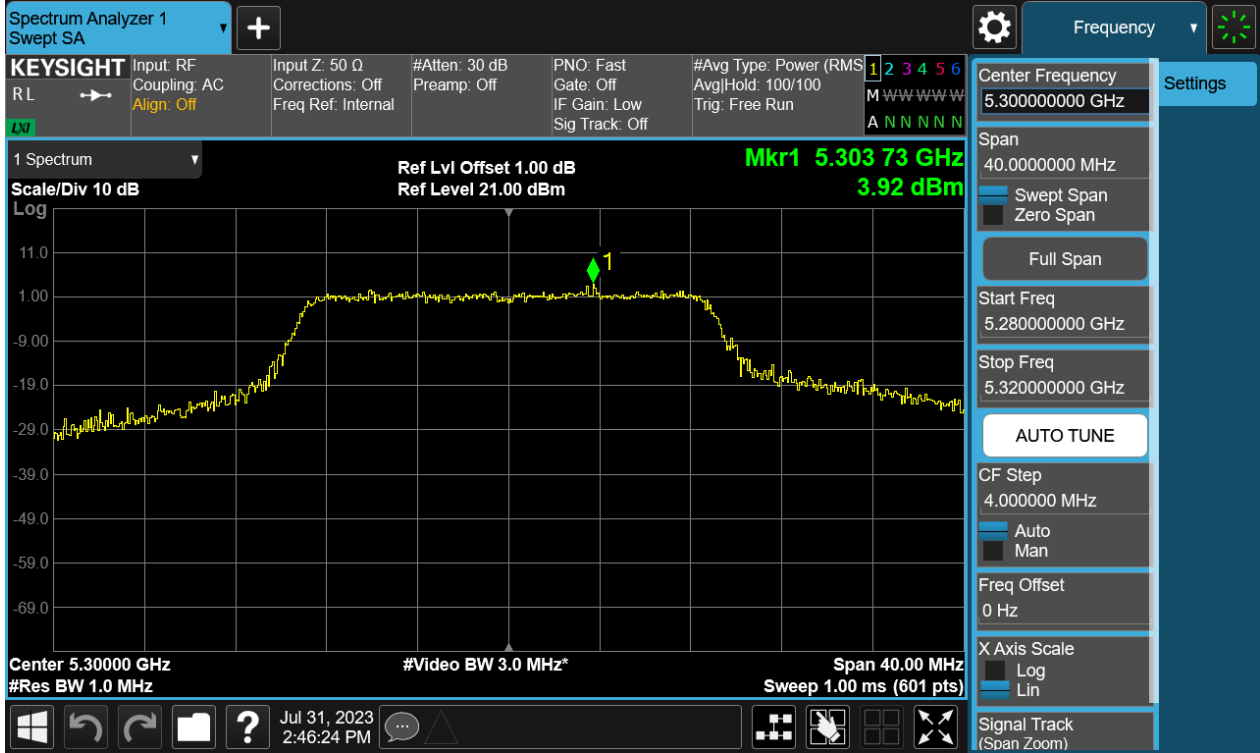 Spectrum Analyzer 1
Swept SA
Frequency
KEYSIGHT
R L
LXI
Input: RF
Coupling: AC
Align: Off
Input Z: 50 Ω
Corrections: Off
Freq Ref: Internal
#Atten: 30 dB
Preamp: Off
PNO: Fast
Gate: Off
IF Gain: Low
Sig Track: Off
#Avg Type: Power (RMS
Avg|Hold: 100/100
Trig: Free Run
1 2 3 4 5 6
M W W W W W
A N N N N N
1 Spectrum
Scale/Div 10 dB
Log
Ref Lvl Offset 1.00 dB
Ref Level 21.00 dBm
Mkr1 5.303 73 GHz
3.92 dBm
1
11.0
1.00
-9.00
-19.0
-29.0
-39.0
-49.0
-59.0
-69.0
Center 5.30000 GHz
#Res BW 1.0 MHz
#Video BW 3.0 MHz*
Span 40.00 MHz
Sweep 1.00 ms (601 pts)
Jul 31, 2023
2:46:24 PM
?
Center Frequency
5.300000000 GHz
Span
40.0000000 MHz
Swept Span
Zero Span
Full Span
Start Freq
5.280000000 GHz
Stop Freq
5.320000000 GHz
AUTO TUNE
CF Step
4.000000 MHz
Auto
Man
Freq Offset
0 Hz
X Axis Scale
Log
Lin
Signal Track
(Span Zoom)
Settings